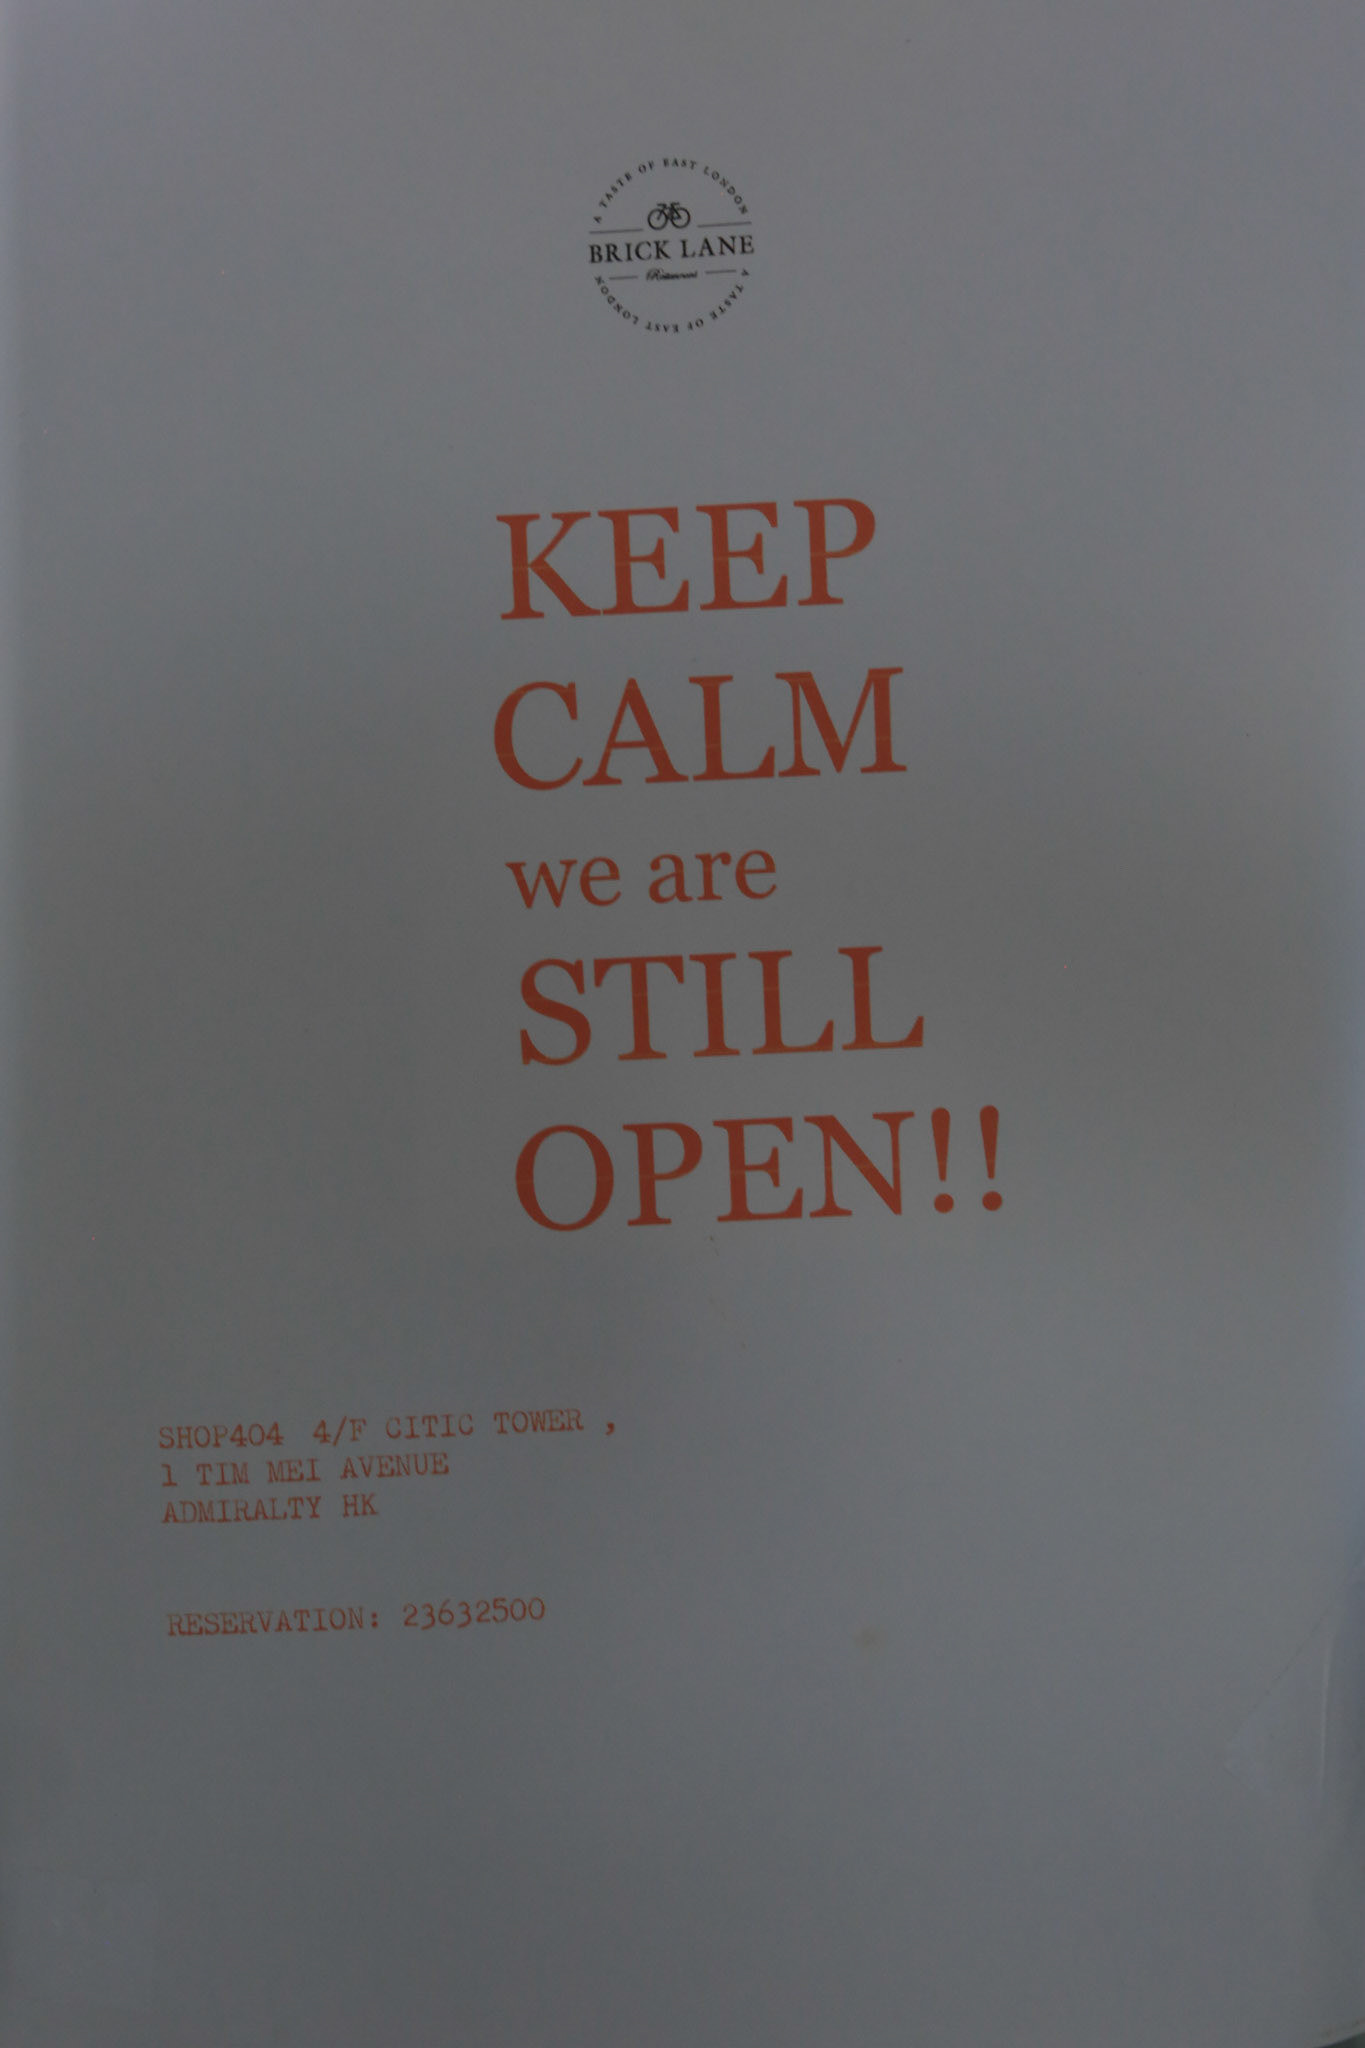 A TASTE OF EAST LONDON
BRICK LANE
Restaurant
A TASTE OF EAST LONDON
KEEP
CALM
we are
STILL
OPEN!!
SHOP404 4/F CITIC TOWER ,
1 TIM MEI AVENUE
ADMIRALTY HK
RESERVATION: 23632500